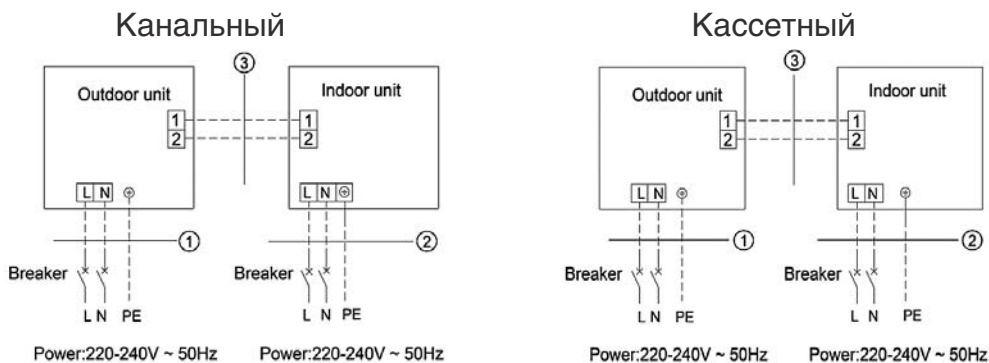 Канальный
③
Outdoor unit
Indoor unit
1 1
2 2
L N
L N
①
②
Breaker
Breaker
L N PE
L N PE
Power:220-240V ~ 50Hz
Power:220-240V ~ 50Hz
Кассетный
③
Outdoor unit
Indoor unit
1 1
2 2
L N
L N
①
②
Breaker
Breaker
L N PE
L N PE
Power:220-240V ~ 50Hz
Power:220-240V ~ 50Hz